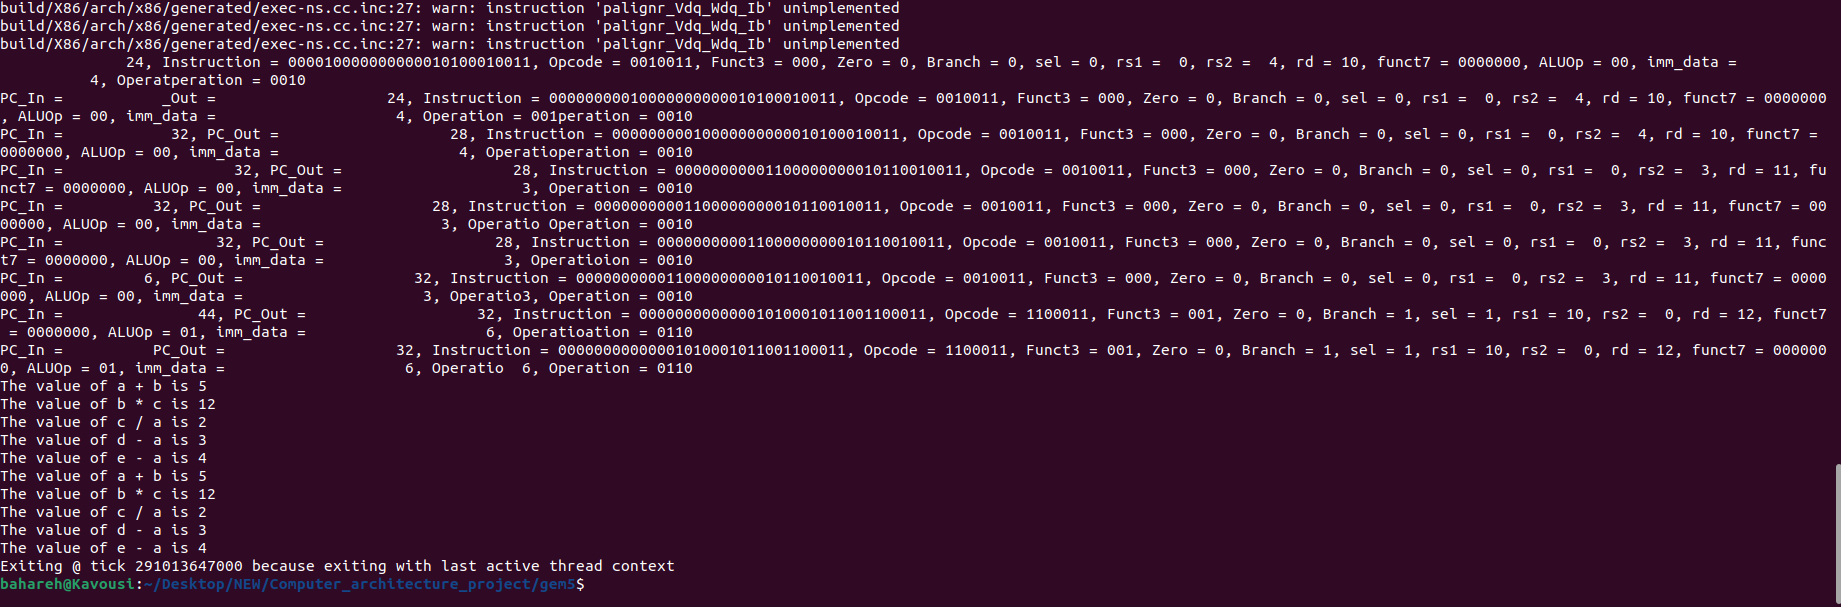 build/X86/arch/x86/generated/exec-ns.cc.inc:27: warn: instruction 'palignr_Vdq_Wdq_Ib' unimplemented
build/X86/arch/x86/generated/exec-ns.cc.inc:27: warn: instruction 'palignr_Vdq_Wdq_Ib' unimplemented
build/X86/arch/x86/generated/exec-ns.cc.inc:27: warn: instruction 'palignr_Vdq_Wdq_Ib' unimplemented
24, Instruction = 000010000000000010100010011, Opcode = 0010011, Funct3 = 000, Zero = 0, Branch = 0, sel = 0, rs1 =  0, rs2 =  4, rd = 10, funct7 = 0000000, ALUOp = 00, imm_data =
4, Operatperation = 0010
PC_In =           _Out =                   24, Instruction = 00000000010000000000010100010011, Opcode = 0010011, Funct3 = 000, Zero = 0, Branch = 0, sel = 0, rs1 =  0, rs2 =  4, rd = 10, funct7 = 0000000
, ALUOp = 00, imm_data =                    4, Operation = 001peration = 0010
PC_In =            32, PC_Out =                   28, Instruction = 00000000010000000000010100010011, Opcode = 0010011, Funct3 = 000, Zero = 0, Branch = 0, sel = 0, rs1 =  0, rs2 =  4, rd = 10, funct7 =
0000000, ALUOp = 00, imm_data =                    4, Operatioperation = 0010
PC_In =                   32, PC_Out =                   28, Instruction = 00000000001100000000010110010011, Opcode = 0010011, Funct3 = 000, Zero = 0, Branch = 0, sel = 0, rs1 =  0, rs2 =  3, rd = 11, fu
nct7 = 0000000, ALUOp = 00, imm_data =                    3, Operation = 0010
PC_In =          32, PC_Out =                   28, Instruction = 00000000001100000000010110010011, Opcode = 0010011, Funct3 = 000, Zero = 0, Branch = 0, sel = 0, rs1 =  0, rs2 =  3, rd = 11, funct7 = 000
00000, ALUOp = 00, imm_data =                    3, Operatio Operation = 0010
PC_In =                 32, PC_Out =                   28, Instruction = 00000000001100000000010110010011, Opcode = 0010011, Funct3 = 000, Zero = 0, Branch = 0, sel = 0, rs1 =  0, rs2 =  3, rd = 11, func
t7 = 0000000, ALUOp = 00, imm_data =                    3, Operatioion = 0010
PC_In =         6, PC_Out =                   32, Instruction = 00000000001100000000010110010011, Opcode = 0010011, Funct3 = 000, Zero = 0, Branch = 0, sel = 0, rs1 =  0, rs2 =  3, rd = 11, funct7 = 0000
000, ALUOp = 00, imm_data =                    3, Operatio3, Operation = 0010
PC_In =               44, PC_Out =                   32, Instruction = 00000000000001010001011001100011, Opcode = 1100011, Funct3 = 001, Zero = 0, Branch = 1, sel = 1, rs1 = 10, rs2 =  0, rd = 12, funct7
= 0000000, ALUOp = 01, imm_data =                    6, Operatioation = 0110
PC_In =          PC_Out =                   32, Instruction = 00000000000001010001011001100011, Opcode = 1100011, Funct3 = 001, Zero = 0, Branch = 1, sel = 1, rs1 = 10, rs2 =  0, rd = 12, funct7 = 000000
0, ALUOp = 01, imm_data =                    6, Operatio  6, Operation = 0110
The value of a + b is 5
The value of b * c is 12
The value of c / a is 2
The value of d - a is 3
The value of e - a is 4
The value of a + b is 5
The value of b * c is 12
The value of c / a is 2
The value of d - a is 3
The value of e - a is 4
Exiting @ tick 291013647000 because exiting with last active thread context
bahareh@Kavousi:~/Desktop/NEW/Computer_architecture_project/gem5$